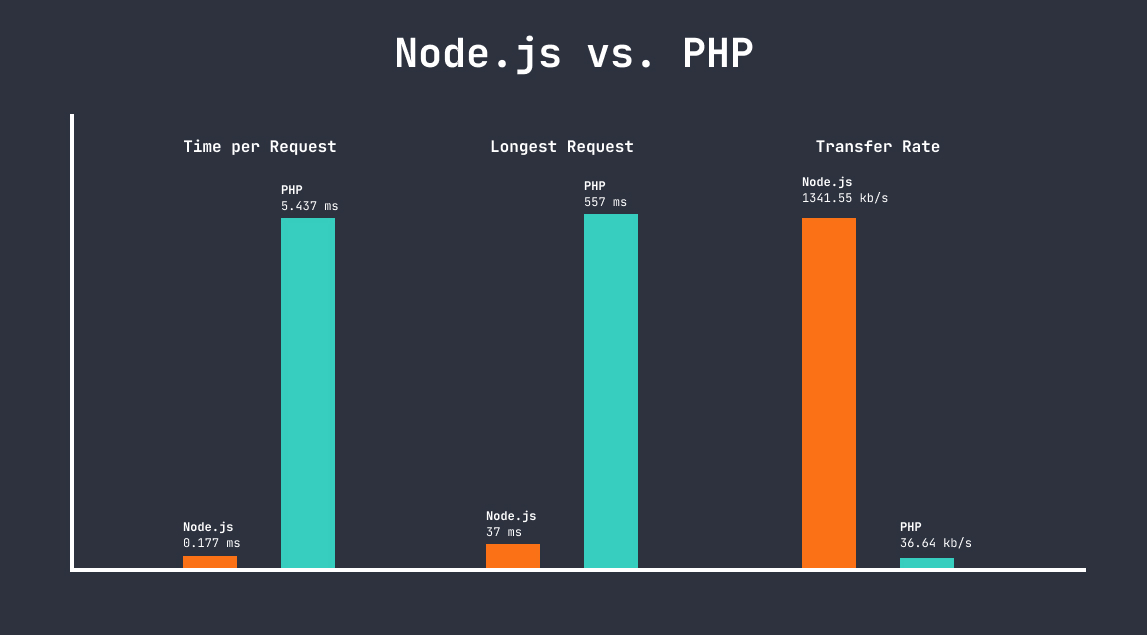 Node.js vs. PHP
Time per Request
Node.js
0.177 ms
PHP
5.437 ms
Longest Request
Node.js
37 ms
PHP
557 ms
Transfer Rate
Node.js
1341.55 kb/s
PHP
36.64 kb/s